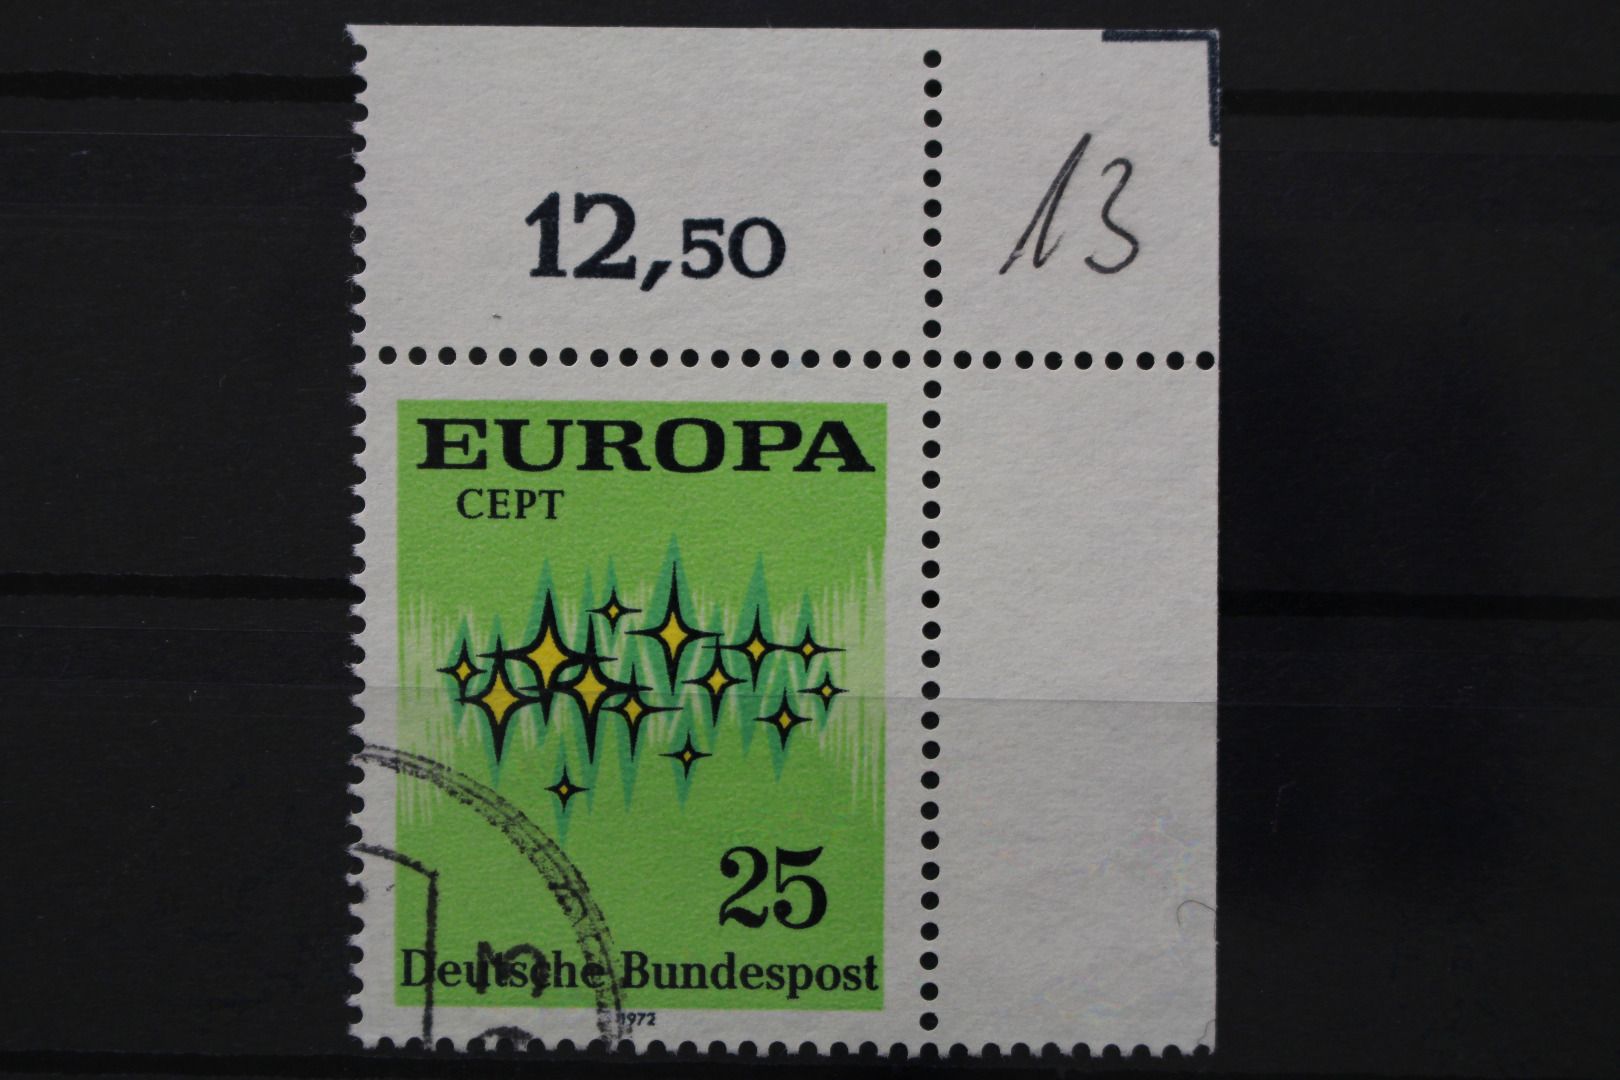 12,50
13
EUROPA
CEPT
25
Deutsche Bundespost
1972